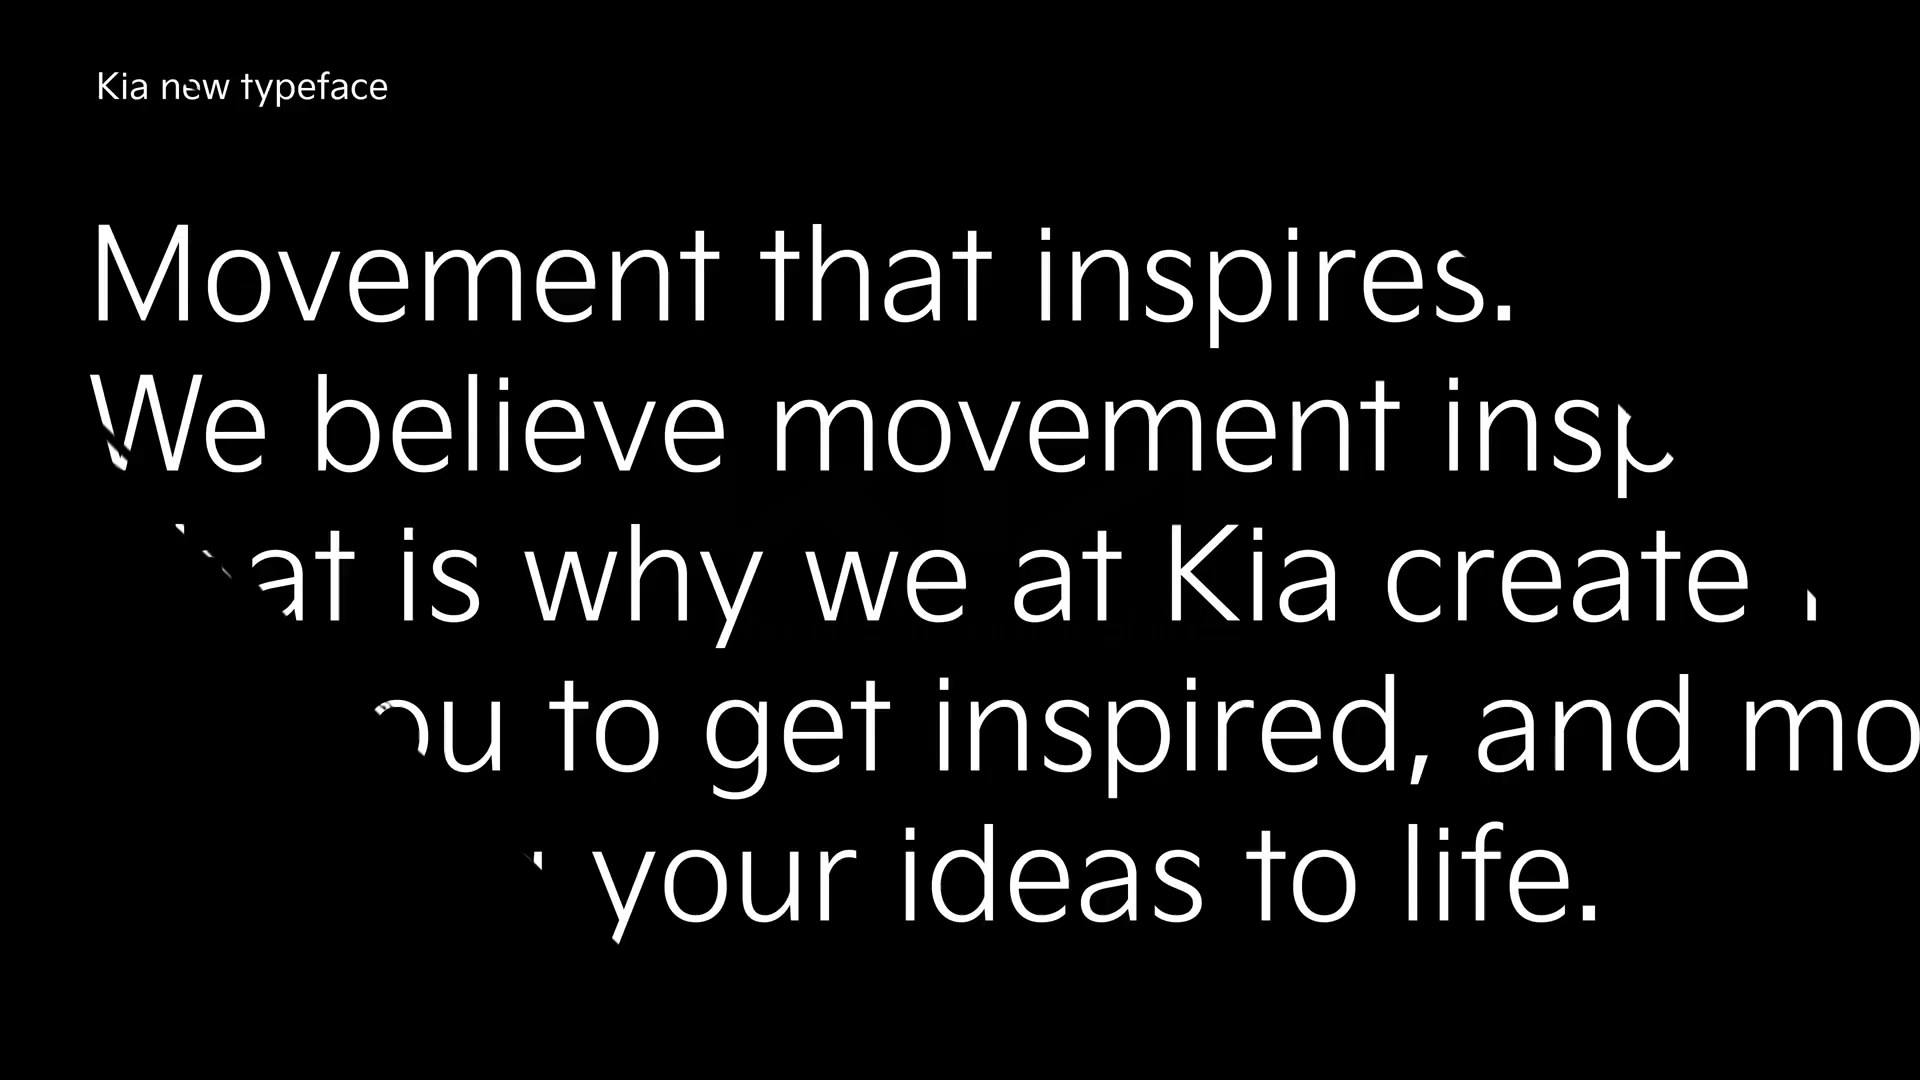 Kia new typeface
Movement that inspires.
We believe movement insp
at is why we at Kia create
ou to get inspired, and mo
your ideas to life.